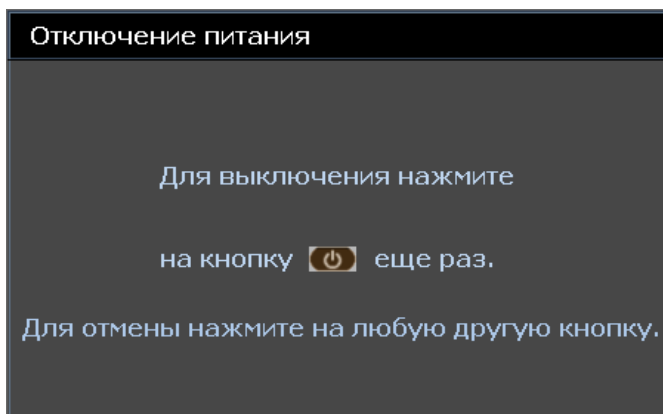 Отключение питания
Для выключения нажмите
на кнопку еще раз.
Для отмены нажмите на любую другую кнопку.